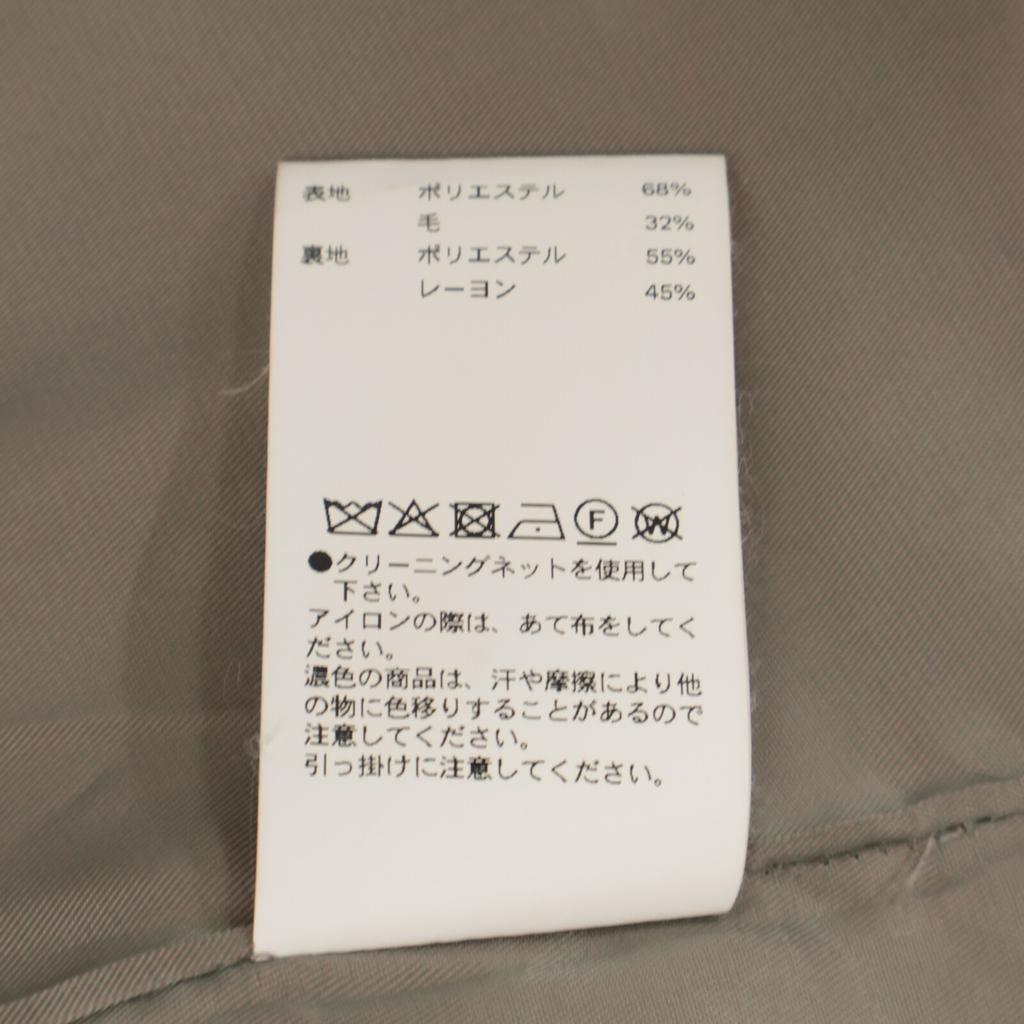 表地 ポリエステル 68%
毛 32%
裏地 ポリエステル 55%
レーヨン 45%
F W
●クリーニングネットを使用して
下さい。
アイロンの際は、あて布をしてく
ださい。
濃色の商品は、汗や摩擦により他
の物に色移りすることがあるので
注意してください。
引っ掛けに注意してください。